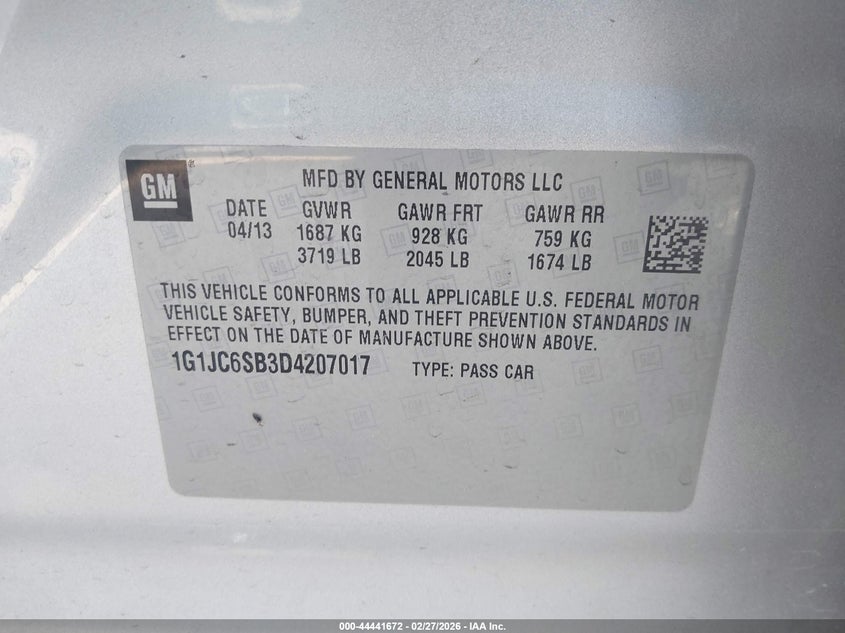 GM
MFD BY GENERAL MOTORS LLC
DATE GVWR GAWR FRT GAWR RR
04/13 1687 KG 928 KG 759 KG
3719 LB 2045 LB 1674 LB
THIS VEHICLE CONFORMS TO ALL APPLICABLE U.S. FEDERAL MOTOR
VEHICLE SAFETY, BUMPER, AND THEFT PREVENTION STANDARDS IN
EFFECT ON THE DATE OF MANUFACTURE SHOWN ABOVE.
1G1JC6SB3D4207017 TYPE: PASS CAR
000-44441672 - 02/27/2026 - IAA Inc.